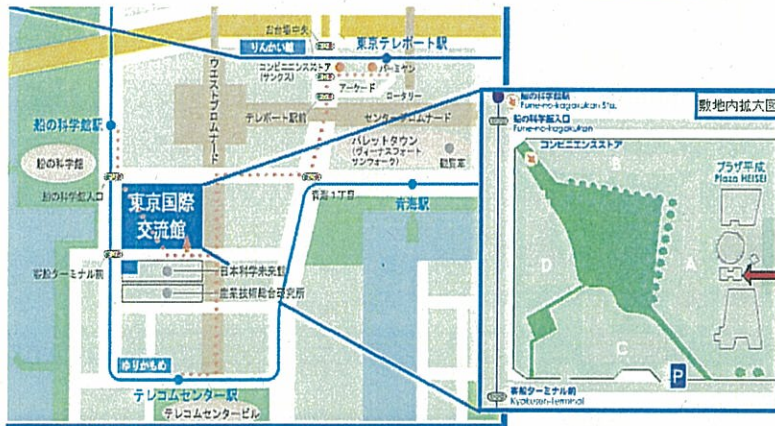 お台場中央
りんかい線
東京テレポート駅
コンビニエンスストア
(サンクス)
バーミヤン
アーケード
ロータリー
ウエストプロムナード
テレポート駅前
センタープロムナード
船の科学館駅
パレットタウン
(ヴィーナスフォート
サンウォーク)
観覧車
船の科学館
船の科学館入口
青海1丁目
青海駅
東京国際
交流館
客船ターミナル前
日本科学未来館
産業技術総合研究所
ゆりかもめ
テレコムセンター駅
テレコムセンタービル
敷地内拡大図
船の科学館駅
Fune-no-kagakukan Sta.
船の科学館入口
Fune-no-kagakukan
コンビニエンスストア
プラザ平成
Plaza HEISEI
B
D
A
C
P
客船ターミナル前
Kyakusen-Terminal